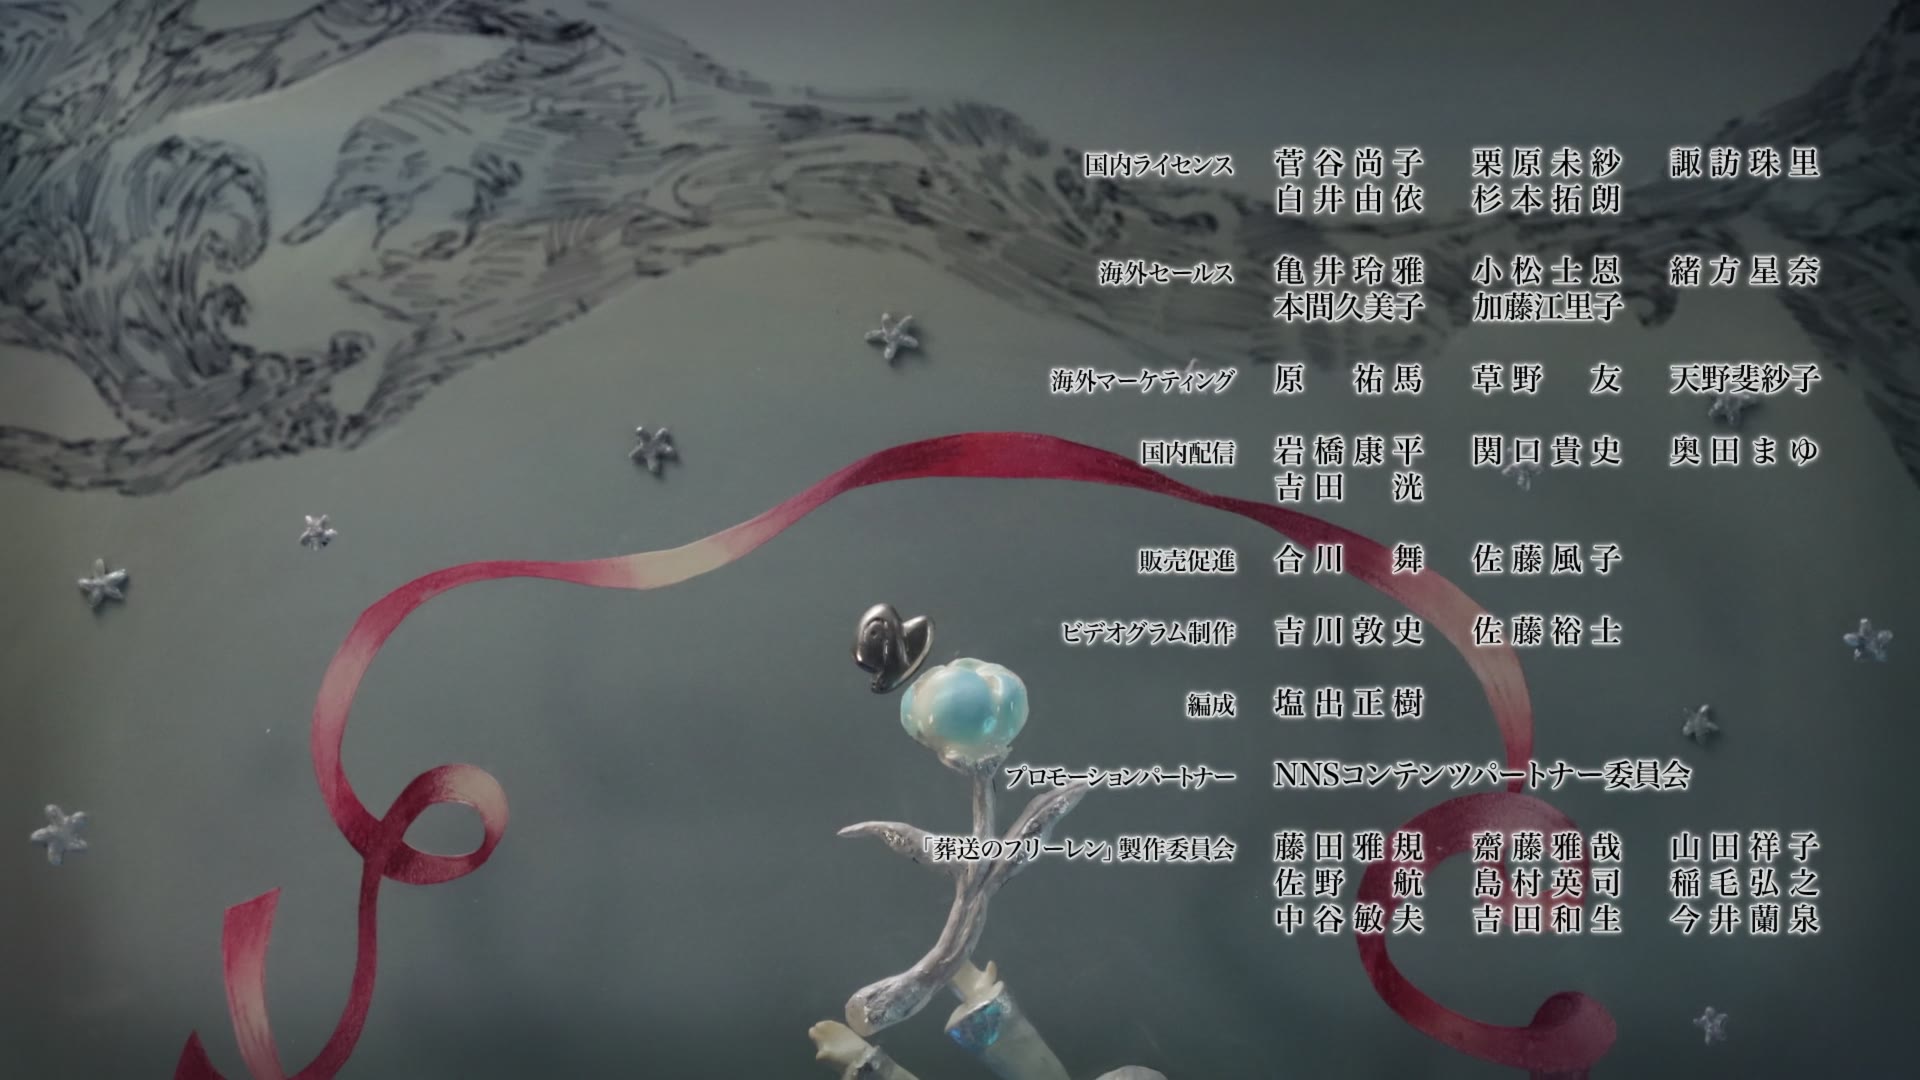 国内ライセンス 菅谷尚子 栗原未紗 諏訪珠里
白井由依 杉本拓朗
海外セールス 亀井玲雅 小松士恩 緒方星奈
本間久美子 加藤江里子
海外マーケティング 原祐馬 草野友 天野斐紗子
国内配信 岩橋康平 関口貴史 奥田まゆ
吉田洸
販売促進 合川舞 佐藤風子
ビデオグラム制作 吉川敦史 佐藤裕士
編成 塩出正樹
プロモーションパートナー NNSコンテンツパートナー委員会
「葬送のフリーレン」製作委員会 藤田雅規 齋藤雅哉 山田祥子
佐野航 島村英司 稲毛弘之
中谷敏夫 吉田和生 今井蘭泉